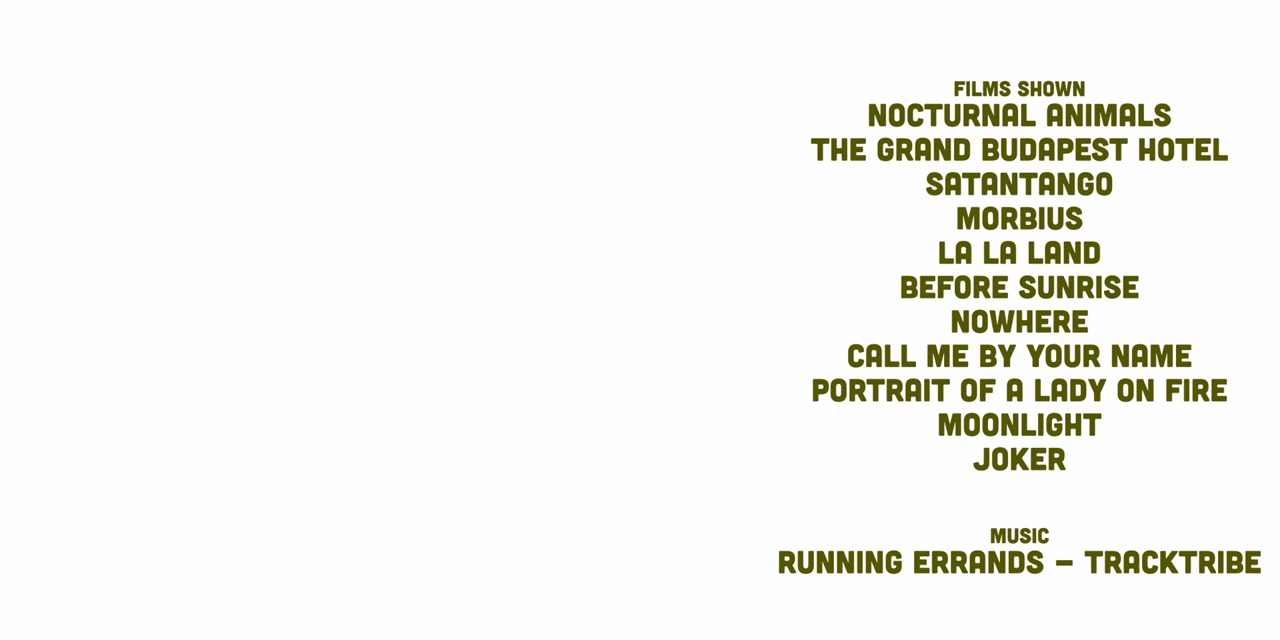 FILMS SHOWN
NOCTURNAL ANIMALS
THE GRAND BUDAPEST HOTEL
SATANTANGO
MORBIUS
LA LA LAND
BEFORE SUNRISE
NOWHERE
CALL ME BY YOUR NAME
PORTRAIT OF A LADY ON FIRE
MOONLIGHT
JOKER
MUSIC
RUNNING ERRANDS – TRACKTRIBE